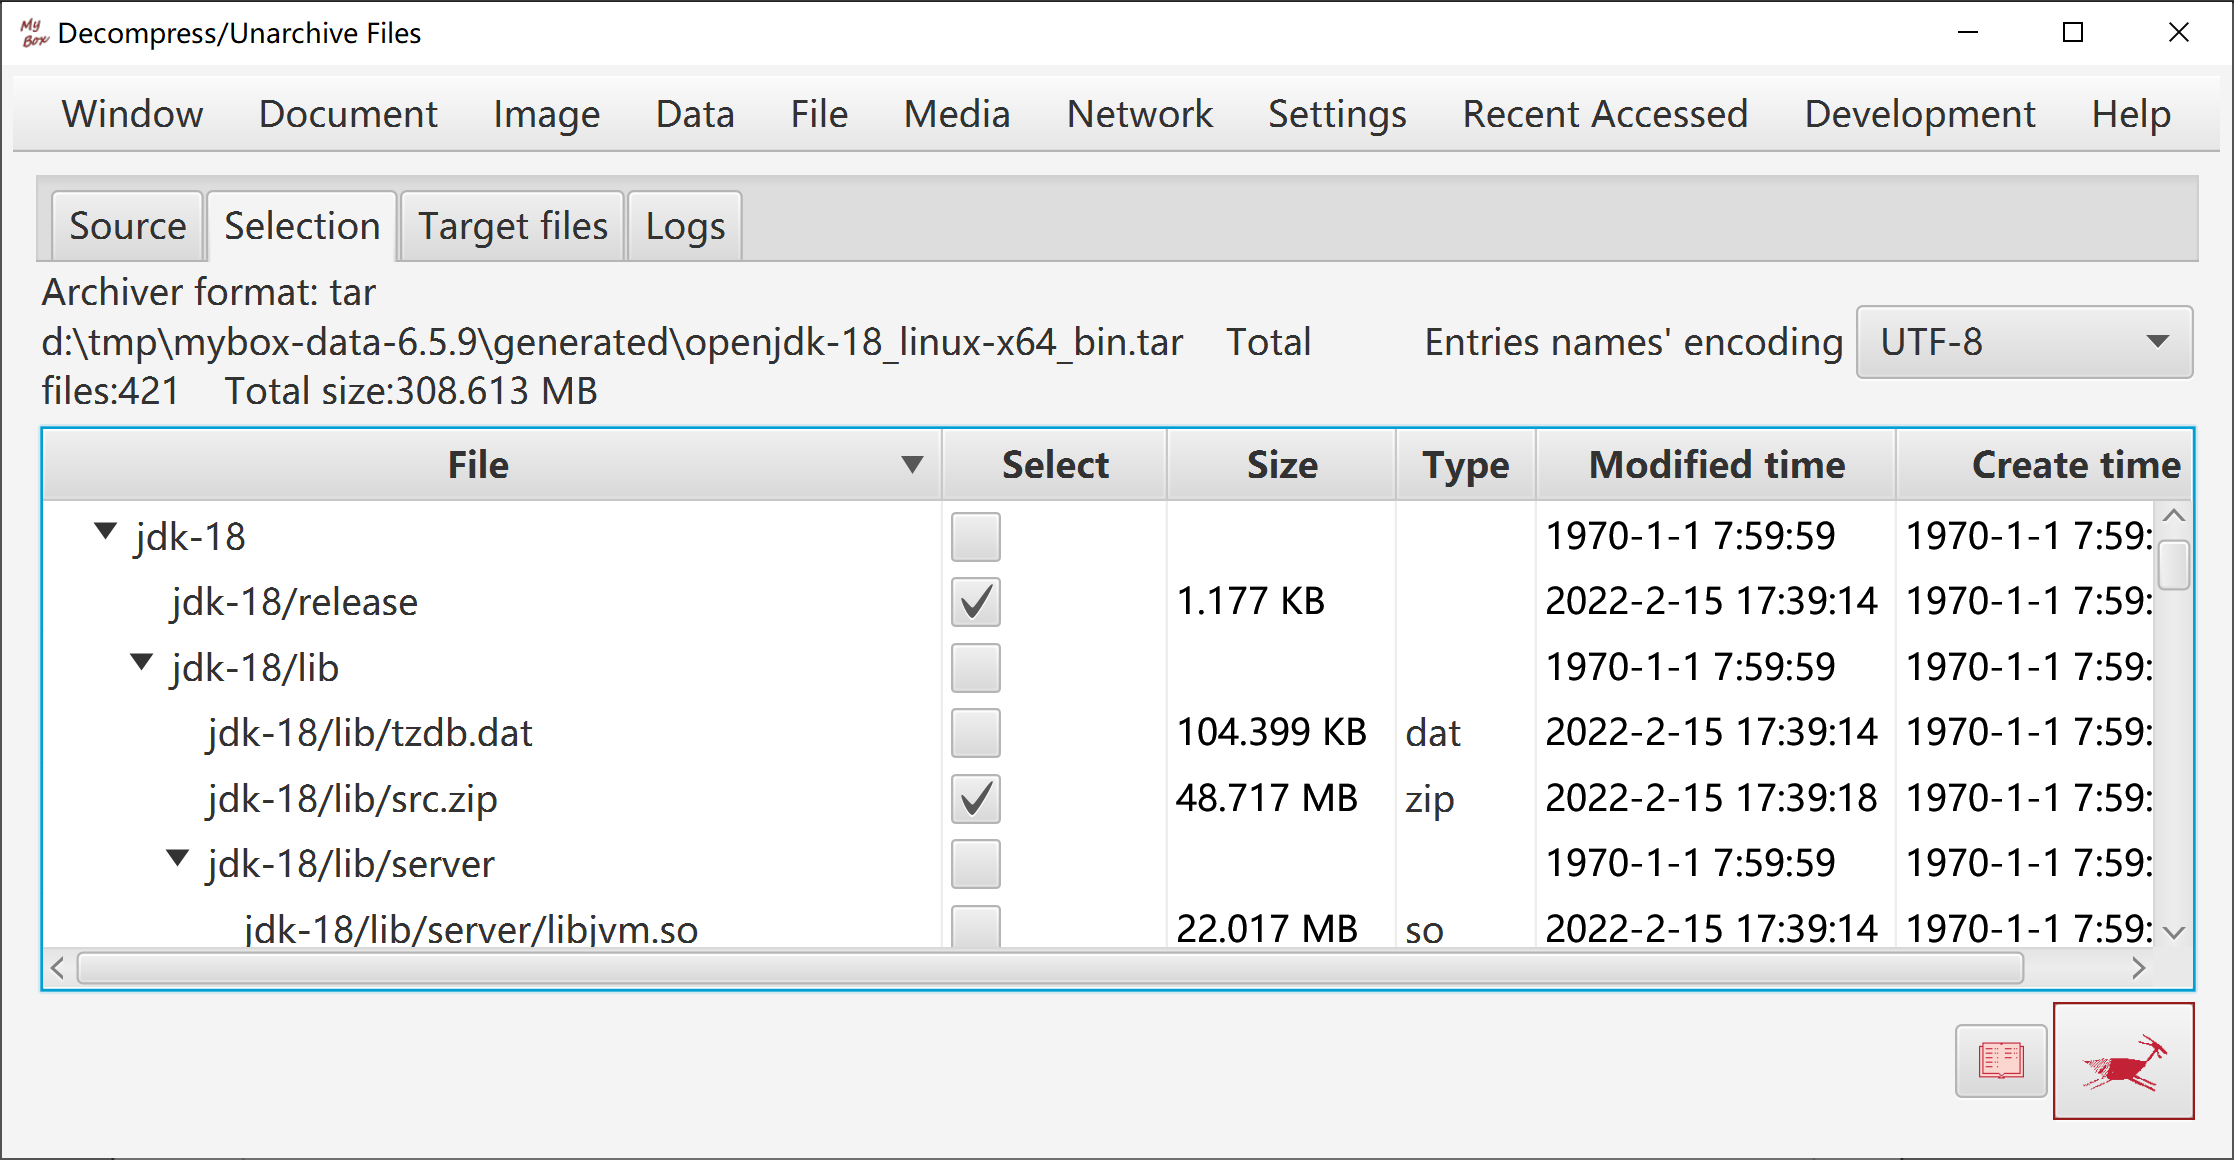 My Box Decompress/Unarchive Files
Window Document Image Data File Media Network Settings Recent Accessed Development Help
Source Selection Target files Logs
Archiver format: tar
d:\tmp\mybox-data-6.5.9\generated\openjdk-18_linux-x64_bin.tar Total
files:421 Total size:308.613 MB
Entries names' encoding UTF-8
File Select Size Type Modified time Create time
jdk-18 1970-1-1 7:59:59 1970-1-1 7:59:
jdk-18/release 1.177 KB 2022-2-15 17:39:14 1970-1-1 7:59:
jdk-18/lib 1970-1-1 7:59:59 1970-1-1 7:59:
jdk-18/lib/tzdb.dat 104.399 KB dat 2022-2-15 17:39:14 1970-1-1 7:59:
jdk-18/lib/src.zip 48.717 MB zip 2022-2-15 17:39:18 1970-1-1 7:59:
jdk-18/lib/server 1970-1-1 7:59:59 1970-1-1 7:59:
jdk-18/lib/server/libjvm.so 22.017 MB so 2022-2-15 17:39:14 1970-1-1 7:59: